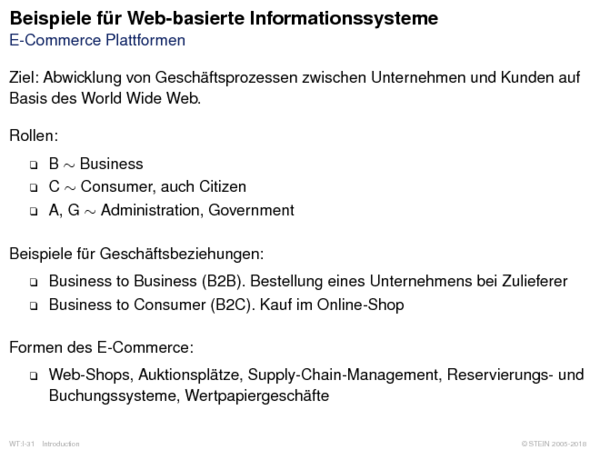 Beispiele für Web-basierte Informationssysteme
E-Commerce Plattformen
Ziel: Abwicklung von Geschäftsprozessen zwischen Unternehmen und Kunden auf
Basis des World Wide Web.
Rollen:
❑ B ∼ Business
❑ C ∼ Consumer, auch Citizen
❑ A, G ∼ Administration, Government
Beispiele für Geschäftsbeziehungen:
❑ Business to Business (B2B). Bestellung eines Unternehmens bei Zulieferer
❑ Business to Consumer (B2C). Kauf im Online-Shop
Formen des E-Commerce:
❑ Web-Shops, Auktionsplätze, Supply-Chain-Management, Reservierungs- und
Buchungssysteme, Wertpapiergeschäfte
WT:I-31 Introduction
© STEIN 2005-2018